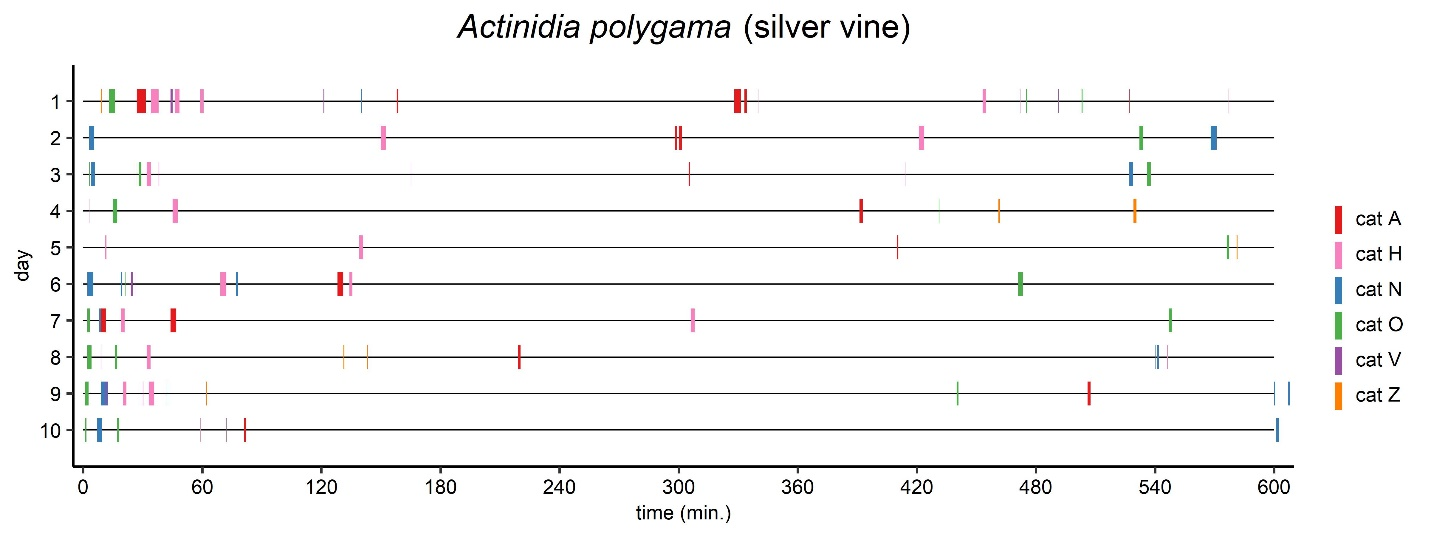 Actinidia polygama (silver vine)
day
1
2
3
4
5
6
7
8
9
10
0 60 120 180 240 300 360 420 480 540 600
time (min.)
cat A
cat H
cat N
cat O
cat V
cat Z